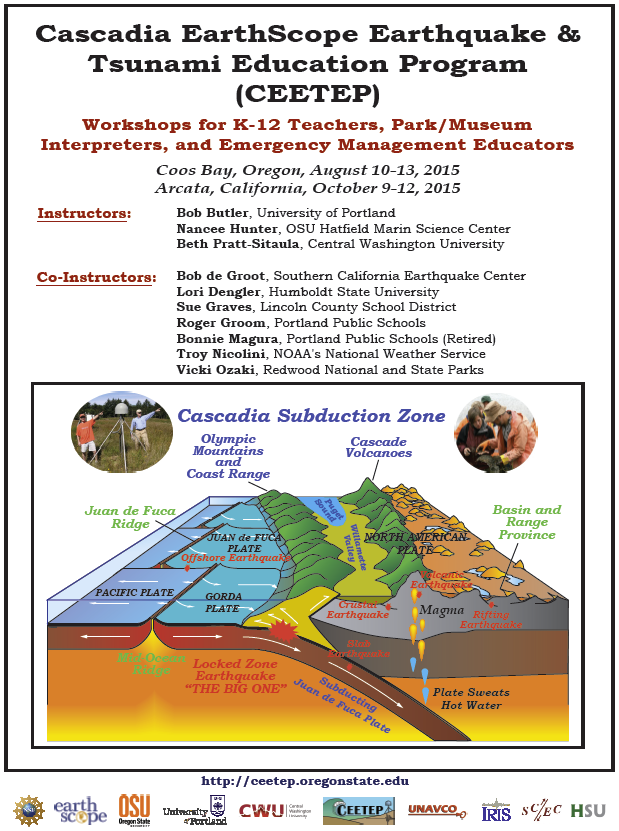 Cascadia EarthScope Earthquake &
Tsunami Education Program
(CEETEP)
Workshops for K-12 Teachers, Park/Museum
Interpreters, and Emergency Management Educators
Coos Bay, Oregon, August 10-13, 2015
Arcata, California, October 9-12, 2015
Instructors: Bob Butler, University of Portland
Nancee Hunter, OSU Hatfield Marin Science Center
Beth Pratt-Sitaula, Central Washington University
Co-Instructors: Bob de Groot, Southern California Earthquake Center
Lori Dengler, Humboldt State University
Sue Graves, Lincoln County School District
Roger Groom, Portland Public Schools
Bonnie Magura, Portland Public Schools (Retired)
Troy Nicolini, NOAA's National Weather Service
Vicki Ozaki, Redwood National and State Parks
Cascadia Subduction Zone
Olympic
Mountains
and
Coast Range
Cascade
Volcanoes
Juan de Fuca
Ridge
Basin and
Range
Province
Puget
Sound
Willamette
Valley
JUAN de FUCA
PLATE
NORTH AMERICAN
PLATE
Offshore Earthquake
PACIFIC PLATE
GORDA
PLATE
Volcanic
Earthquake
Crustal
Earthquake
Magma
Rifting
Earthquake
Mid-Ocean
Ridge
Locked Zone
Earthquake
"THE BIG ONE"
Slab
Earthquake
Subducting
Juan de Fuca Plate
Plate Sweats
Hot Water
http://ceetep.oregonstate.edu
earth
scope
OSU
Oregon State
University
of Portland
CWU
Central
Washington
University
CEETEP
UNAVCO
IRIS
SC/EC
HSU